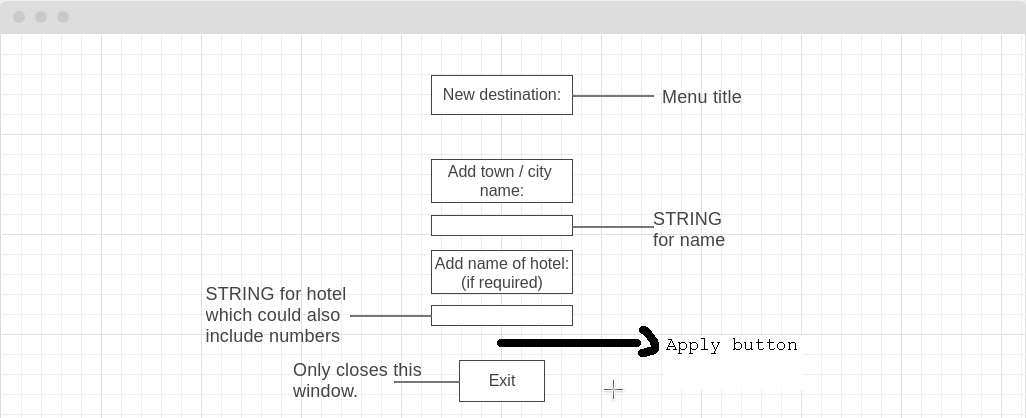 New destination:
Menu title
Add town / city
name:
STRING
for name
Add name of hotel:
(if required)
STRING for hotel
which could also
include numbers
Apply button
Only closes this
window.
Exit